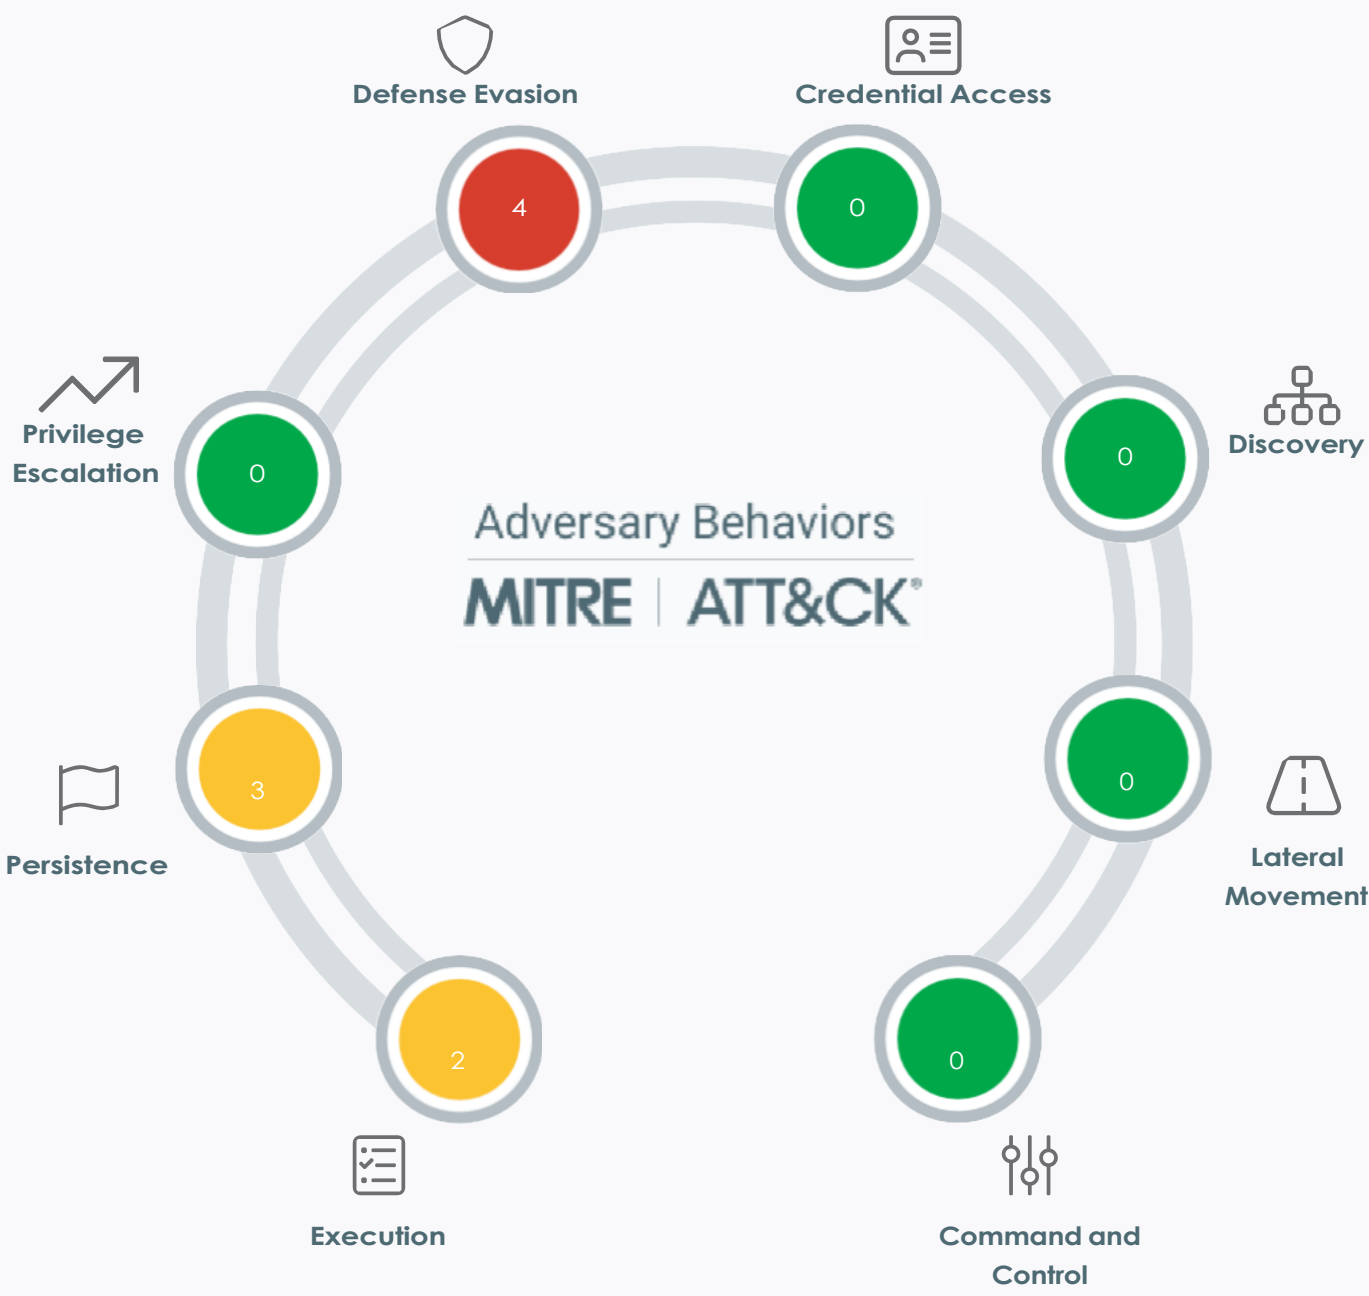 Defense Evasion
Credential Access
4
0
Privilege
Escalation
0
0
Discovery
Adversary Behaviors
MITRE | ATT&CK®
3
Persistence
0
Lateral
Movement
2
0
Execution
Command and
Control